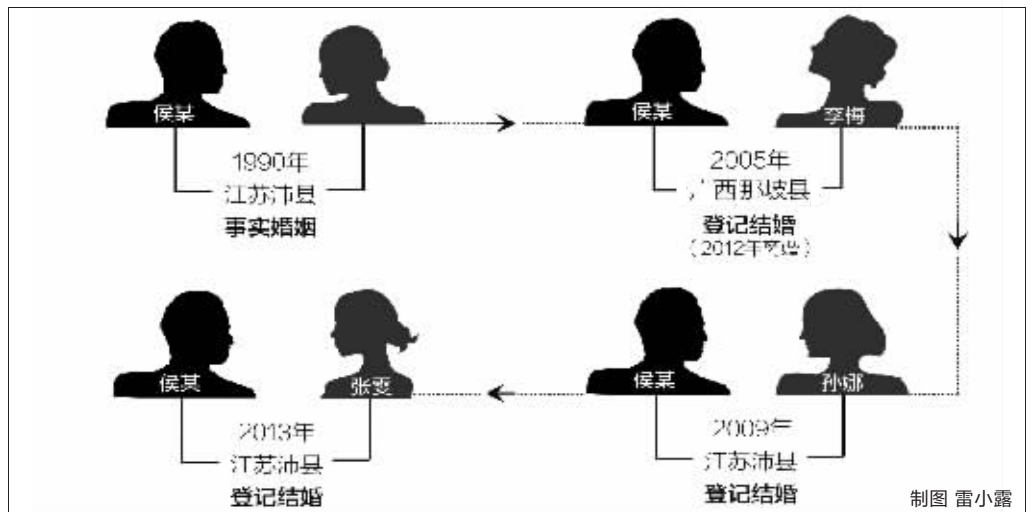 侯某
1990年
江苏沛县
事实婚姻
侯某
李梅
2005年
广西那坡县
登记结婚
（2012年离婚）
侯某
孙娜
2009年
江苏沛县
登记结婚
侯某
张雯
2013年
江苏沛县
登记结婚
制图 雷小露